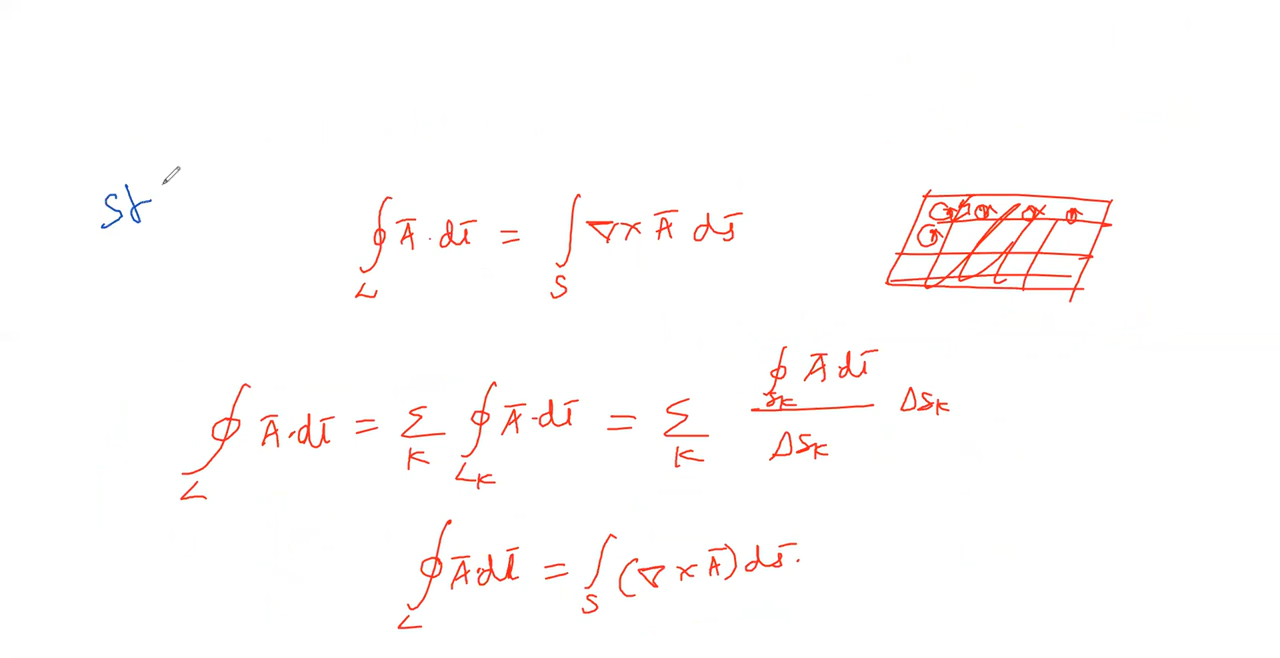 St
∮_L Ā · dl̄ = ∫_S ∇ × Ā ds̄
∮_L Ā · dl̄ = Σ_K ∮_{L_K} Ā · dl̄ = Σ_K (∮_{S_K} Ā dl̄ / ΔS_K) ΔS_K
∮_L Ā dl̄ = ∫_S (∇ × Ā) ds̄.